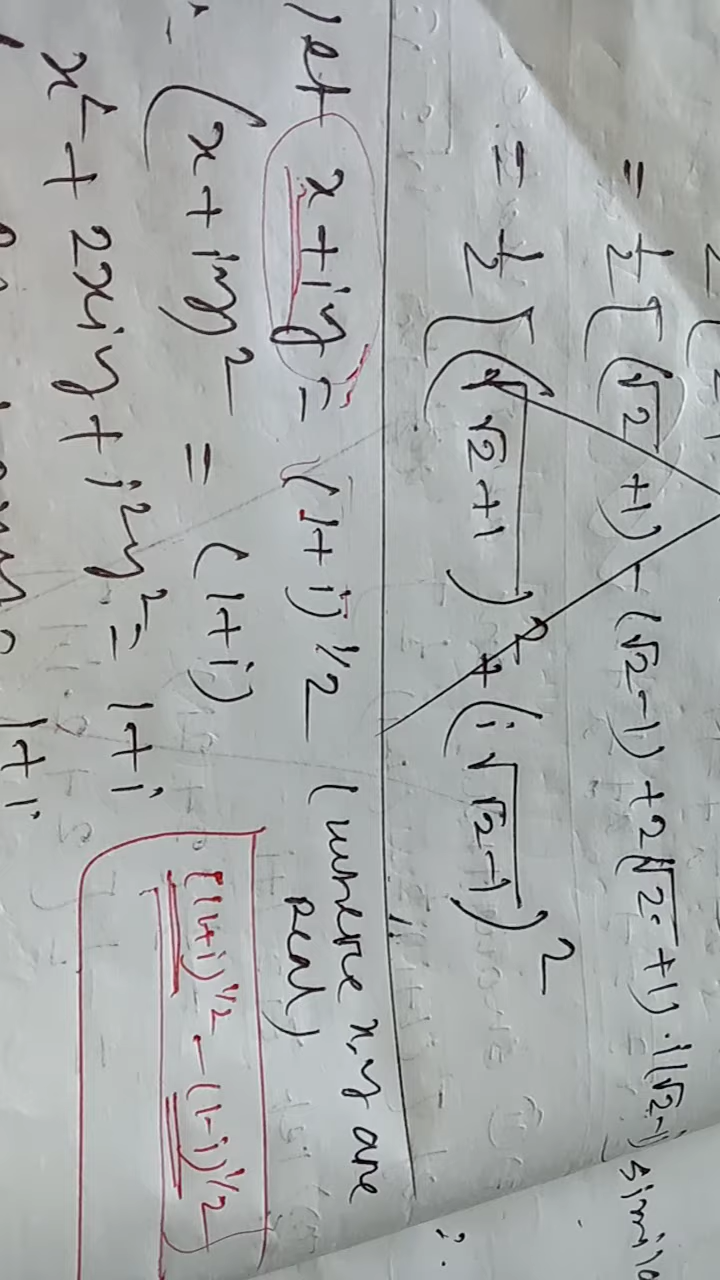 = ½ [(√2+1) - (√2-1) + 2(√2+1)·i(√2-1)
= ½ [(√(√2+1))² + (i√(√2-1))²
Let x+iy = (1+i)^1/2 (where x,y are real)
(x+iy)² = (1+i)
x² + 2xiy + i²y² = 1+i
(1+i)^1/2 - (1-i)^1/2
1+i